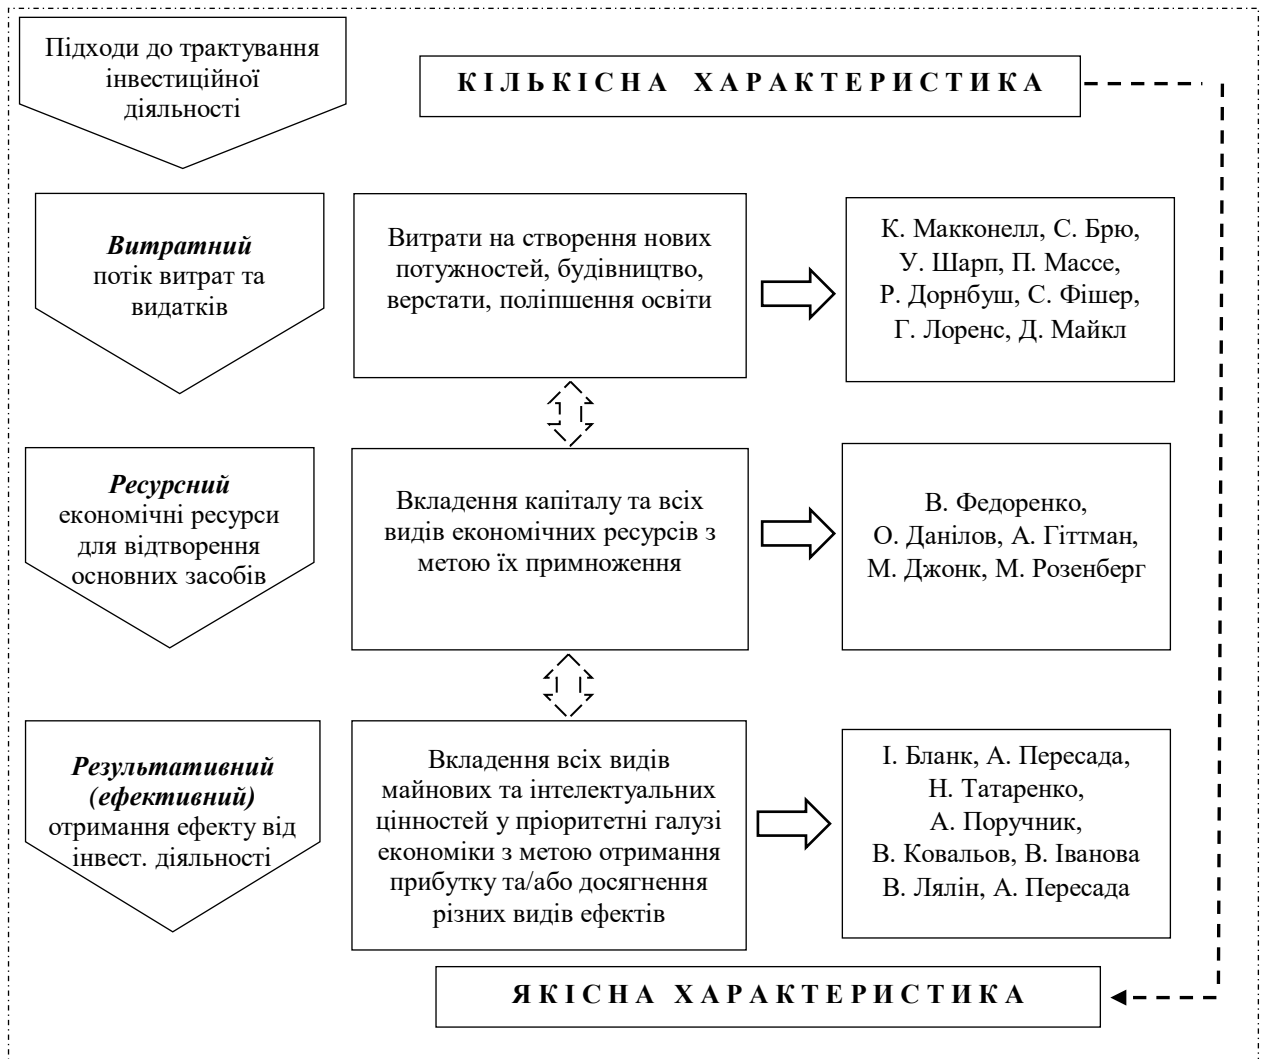 Підходи до трактування
інвестиційної
діяльності
КІЛЬКІСНА ХАРАКТЕРИСТИКА
Витратний
потік витрат та
видатків
Витрати на створення нових
потужностей, будівництво,
верстати, поліпшення освіти
К. Макконелл, С. Брю,
У. Шарп, П. Массе,
Р. Дорнбуш, С. Фішер,
Г. Лоренс, Д. Майкл
Ресурсний
економічні ресурси
для відтворення
основних засобів
Вкладення капіталу та всіх
видів економічних ресурсів з
метою їх примноження
В. Федоренко,
О. Данілов, А. Гіттман,
М. Джонк, М. Розенберг
Результативний
(ефективний)
отримання ефекту від
інвест. діяльності
Вкладення всіх видів
майнових та інтелектуальних
цінностей у пріоритетні галузі
економіки з метою отримання
прибутку та/або досягнення
різних видів ефектів
І. Бланк, А. Пересада,
Н. Татаренко,
А. Поручник,
В. Ковальов, В. Іванова
В. Лялін, А. Пересада
ЯКІСНА ХАРАКТЕРИСТИКА